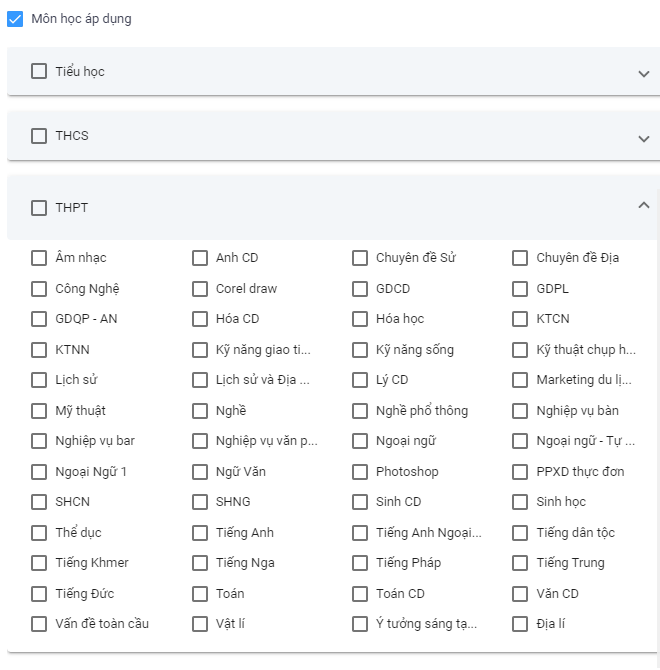 Môn học áp dụng
Tiểu học
THCS
THPT
Âm nhạc Anh CD Chuyên đề Sử Chuyên đề Địa
Công Nghệ Corel draw GDCD GDPL
GDQP - AN Hóa CD Hóa học KTCN
KTNN Kỹ năng giao ti... Kỹ năng sống Kỹ thuật chụp h...
Lịch sử Lịch sử và Địa ... Lý CD Marketing du lị...
Mỹ thuật Nghề Nghề phổ thông Nghiệp vụ bàn
Nghiệp vụ bar Nghiệp vụ văn p... Ngoại ngữ Ngoại ngữ - Tự ...
Ngoại Ngữ 1 Ngữ Văn Photoshop PPXD thực đơn
SHCN SHNG Sinh CD Sinh học
Thể dục Tiếng Anh Tiếng Anh Ngoại... Tiếng dân tộc
Tiếng Khmer Tiếng Nga Tiếng Pháp Tiếng Trung
Tiếng Đức Toán Toán CD Văn CD
Vấn đề toàn cầu Vật lí Ý tưởng sáng tạ... Địa lí